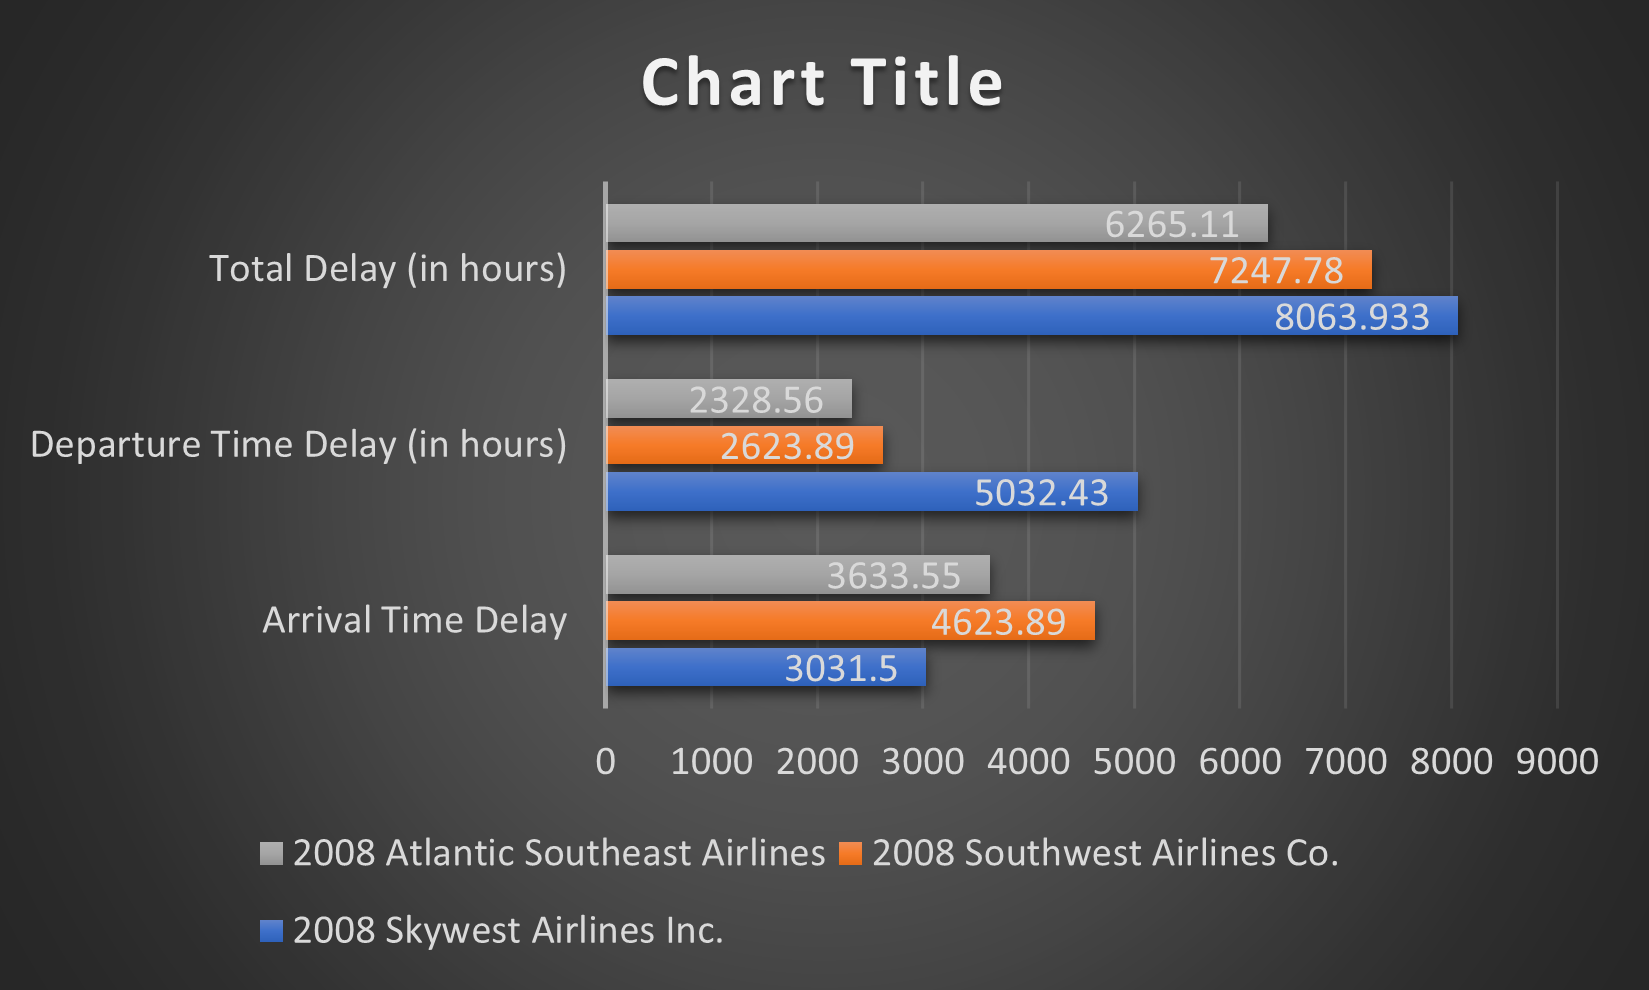 Chart Title
Total Delay (in hours)
6265.11
7247.78
8063.933
Departure Time Delay (in hours)
2328.56
2623.89
5032.43
Arrival Time Delay
3633.55
4623.89
3031.5
0 1000 2000 3000 4000 5000 6000 7000 8000 9000
2008 Atlantic Southeast Airlines 2008 Southwest Airlines Co.
2008 Skywest Airlines Inc.